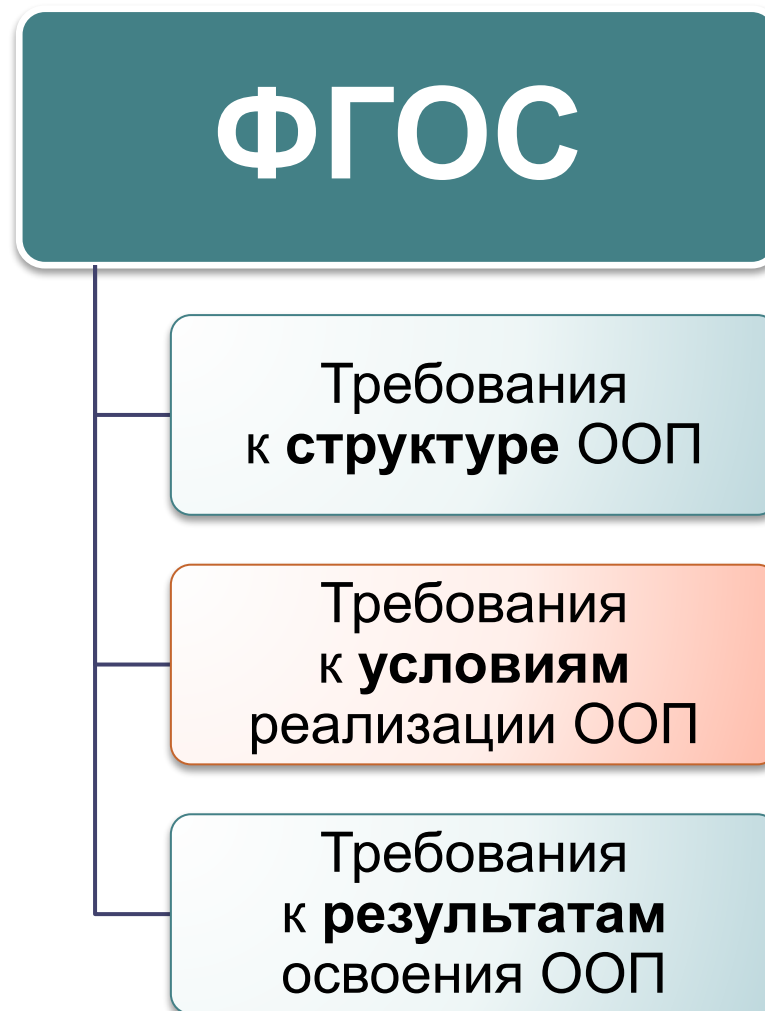 ФГОС
Требования
к структуре ООП
Требования
к условиям
реализации ООП
Требования
к результатам
освоения ООП